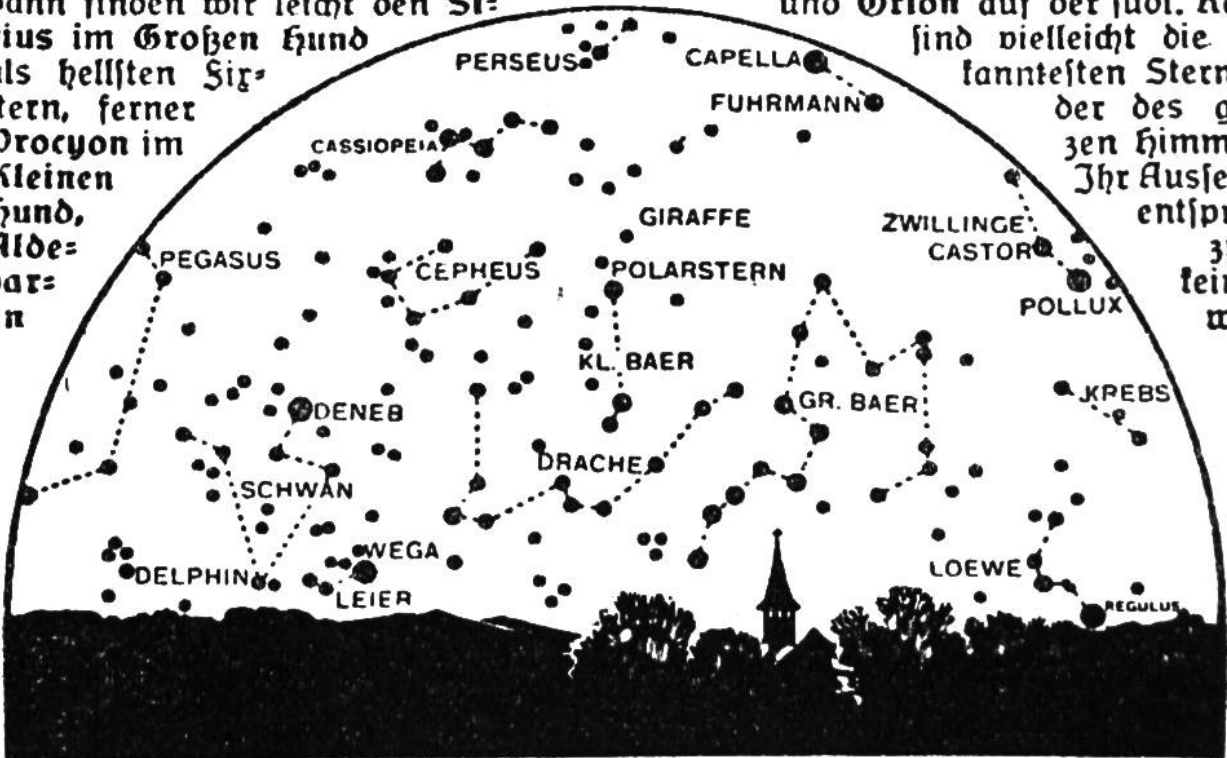 dann finden wir leicht den Si=
rius im Großen Hund
als hellsten Fix=
tern, ferner
Procyon im
Kleinen
Hund,
Alde=
bar=
n
und Orion auf der südl.
sind vielleicht die
kanntesten Stern
der des g
zen Himm
Ihr Ausse
entspr
kein
w
PERSEUS
CAPELLA
FUHRMANN
CASSIOPEIA
GIRAFFE
ZWILLINGE
CASTOR
POLLUX
PEGASUS
CEPHEUS
POLARSTERN
KL. BAER
GR. BAER
KREBS
DENEB
DRACHE
SCHWAN
WEGA
DELPHIN
LEIER
LOEWE
REGULUS